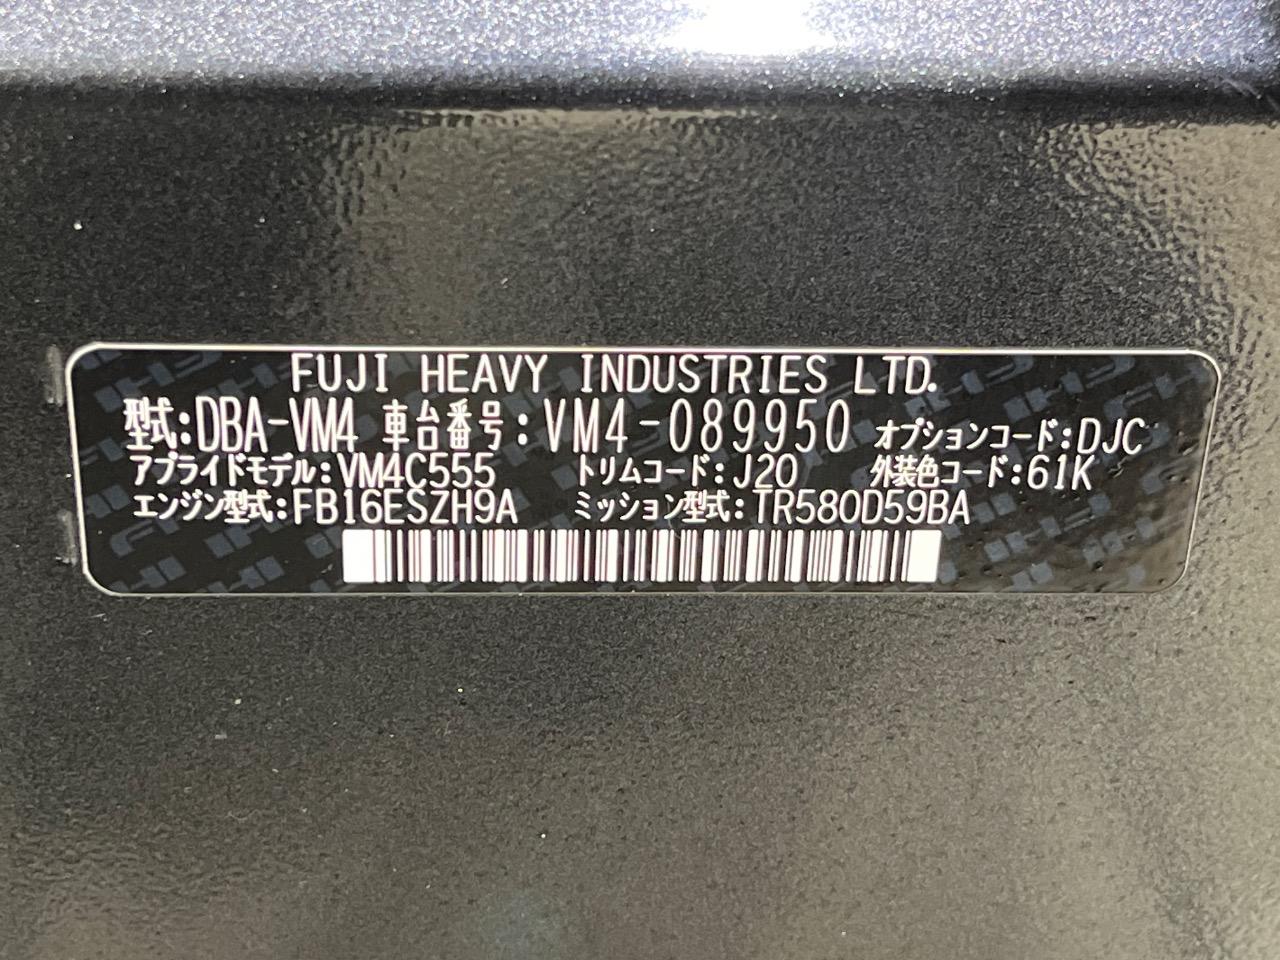 FUJI HEAVY INDUSTRIES LTD.
型式:DBA-VM4 車台番号:VM4-089950 オプションコード:DJC
アプライドモデル:VM4C555 トリムコード:J20 外装色コード:61K
エンジン型式:FB16ESZH9A ミッション型式:TR580D59BA